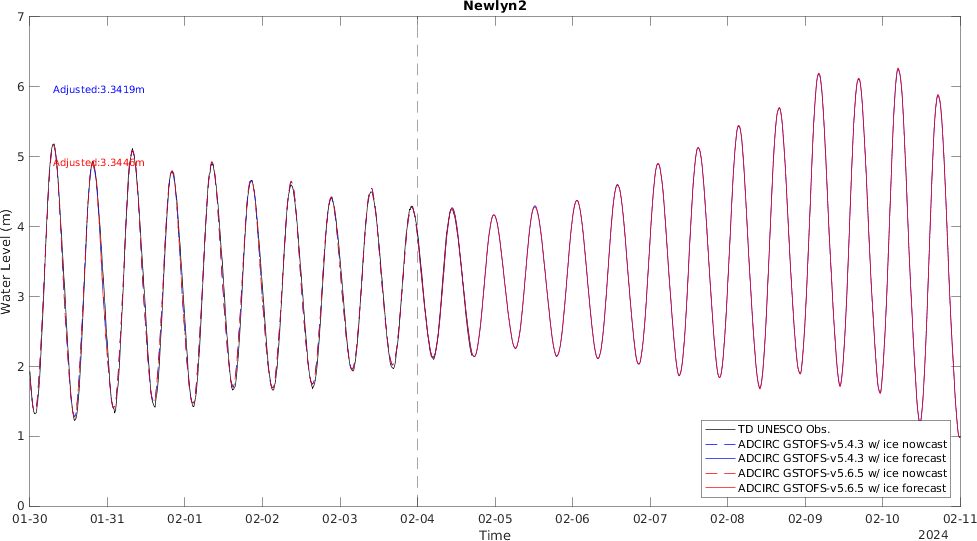 Newlyn2
7
6
5
4
3
2
1
0
Water Level (m)
Adjusted:3.3419m
Adjusted:3.3446m
TD UNESCO Obs.
ADCIRC GSTOFS-v5.4.3 w/ ice nowcast
ADCIRC GSTOFS-v5.4.3 w/ ice forecast
ADCIRC GSTOFS-v5.6.5 w/ ice nowcast
ADCIRC GSTOFS-v5.6.5 w/ ice forecast
01-30 01-31 02-01 02-02 02-03 02-04 02-05 02-06 02-07 02-08 02-09 02-10 02-11
Time
2024